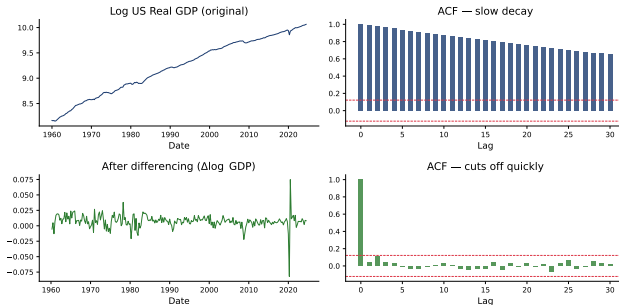 Log US Real GDP (original)
10.0
9.5
9.0
8.5
1960 1970 1980 1990 2000 2010 2020
Date
ACF — slow decay
1.0
0.8
0.6
0.4
0.2
0.0
0 5 10 15 20 25 30
Lag
After differencing (Δlog GDP)
0.075
0.050
0.025
0.000
−0.025
−0.050
−0.075
1960 1970 1980 1990 2000 2010 2020
Date
ACF — cuts off quickly
1.0
0.8
0.6
0.4
0.2
0.0
0 5 10 15 20 25 30
Lag